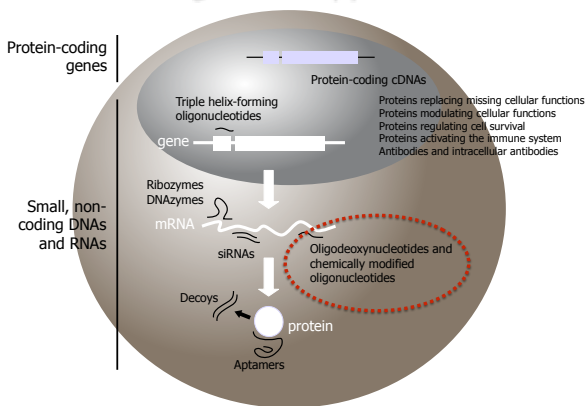 Protein-coding
genes
Protein-coding cDNAs
Triple helix-forming
oligonucleotides
gene
Proteins replacing missing cellular functions
Proteins modulating cellular functions
Proteins regulating cell survival
Proteins activating the immune system
Antibodies and intracellular antibodies
Small, non-
coding DNAs
and RNAs
Ribozymes
DNAzymes
mRNA
siRNAs
Oligodeoxynucleotides and
chemically modified
oligonucleotides
Decoys
protein
Aptamers